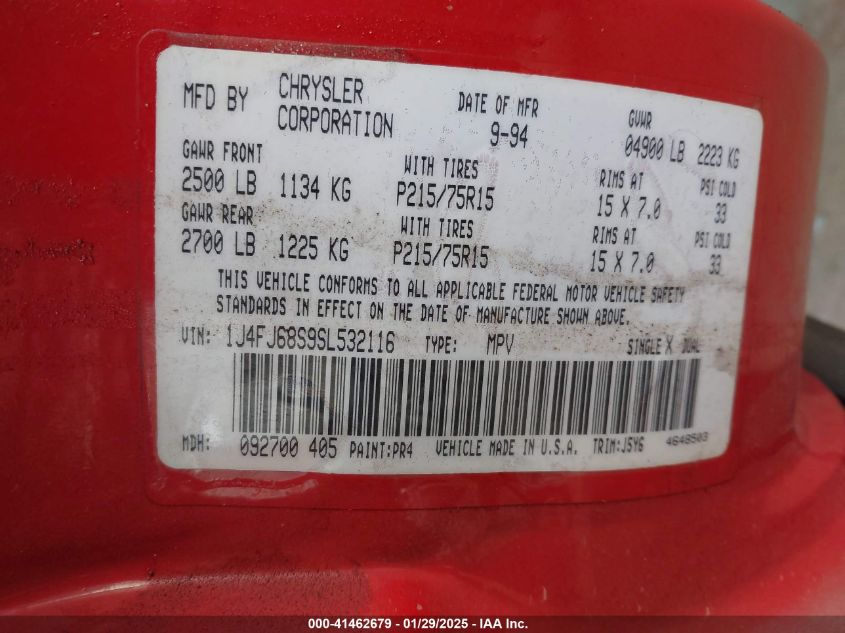 MFD BY CHRYSLER CORPORATION DATE OF MFR 9-94 GVWR 04900 LB 2223 KG
GAWR FRONT WITH TIRES RIMS AT PSI COLD
2500 LB 1134 KG P215/75R15 15 X 7.0 33
GAWR REAR WITH TIRES RIMS AT PSI COLD
2700 LB 1225 KG P215/75R15 15 X 7.0 33
THIS VEHICLE CONFORMS TO ALL APPLICABLE FEDERAL MOTOR VEHICLE SAFETY
STANDARDS IN EFFECT ON THE DATE OF MANUFACTURE SHOWN ABOVE.
VIN: 1J4FJ68S9SL532116 TYPE: MPV SINGLE X DUAL
MDH: 092700 405 PAINT:PR4 VEHICLE MADE IN U.S.A. TRIM:J5Y6 4648503
000-41462679 - 01/29/2025 - IAA Inc.